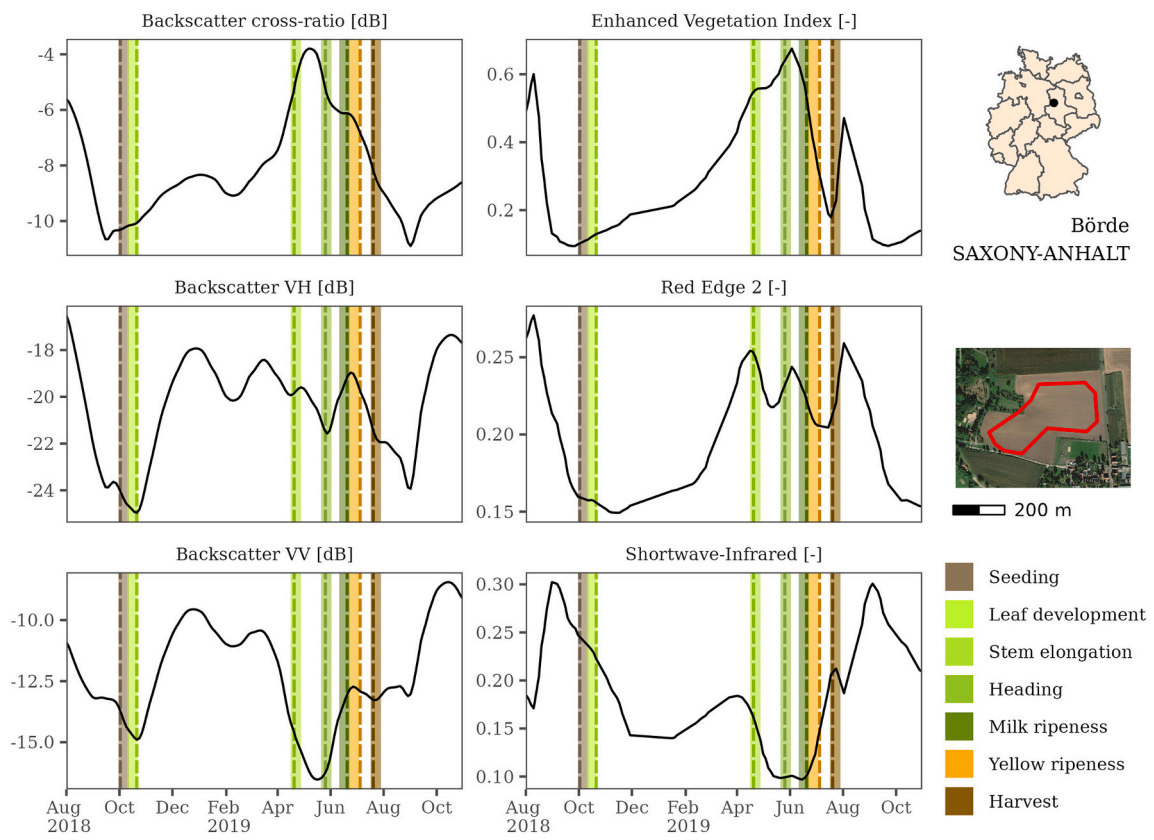 Backscatter cross-ratio [dB]
-4
-6
-8
-10
Enhanced Vegetation Index [-]
0.6
0.4
0.2
Börde
SAXONY-ANHALT
Backscatter VH [dB]
-18
-20
-22
-24
Red Edge 2 [-]
0.25
0.20
0.15
200 m
Backscatter VV [dB]
-10.0
-12.5
-15.0
Aug Oct Dec Feb Apr Jun Aug Oct
2018 2019
Shortwave-Infrared [-]
0.30
0.25
0.20
0.15
0.10
Aug Oct Dec Feb Apr Jun Aug Oct
2018 2019
Seeding
Leaf development
Stem elongation
Heading
Milk ripeness
Yellow ripeness
Harvest